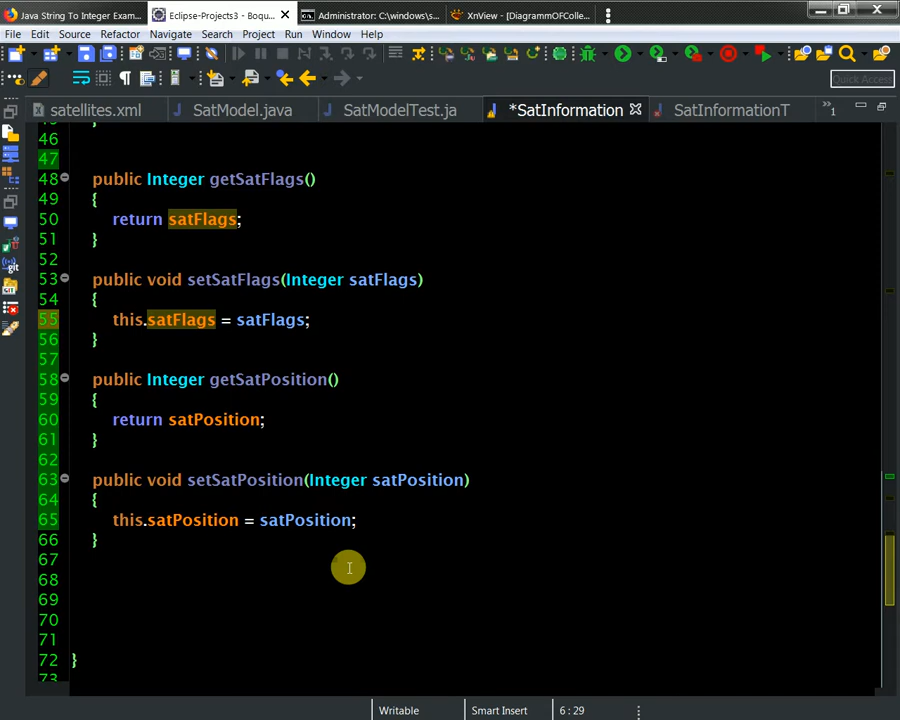 Java String To Integer Exam... Eclipse-Projects3 - Boqu... Administrator: C:\windows\s... XnView - [DiagrammOfColle...
File Edit Source Refactor Navigate Search Project Run Window Help
Quick Access
satellites.xml SatModel.java SatModelTest.ja *SatInformation SatInformationT »1
46
47
48 public Integer getSatFlags()
49 {
50 return satFlags;
51 }
52
53 public void setSatFlags(Integer satFlags)
54 {
55 this.satFlags = satFlags;
56 }
57
58 public Integer getSatPosition()
59 {
60 return satPosition;
61 }
62
63 public void setSatPosition(Integer satPosition)
64 {
65 this.satPosition = satPosition;
66 }
67
68
69
70
71
72 }
73
Writable Smart Insert 6 : 29